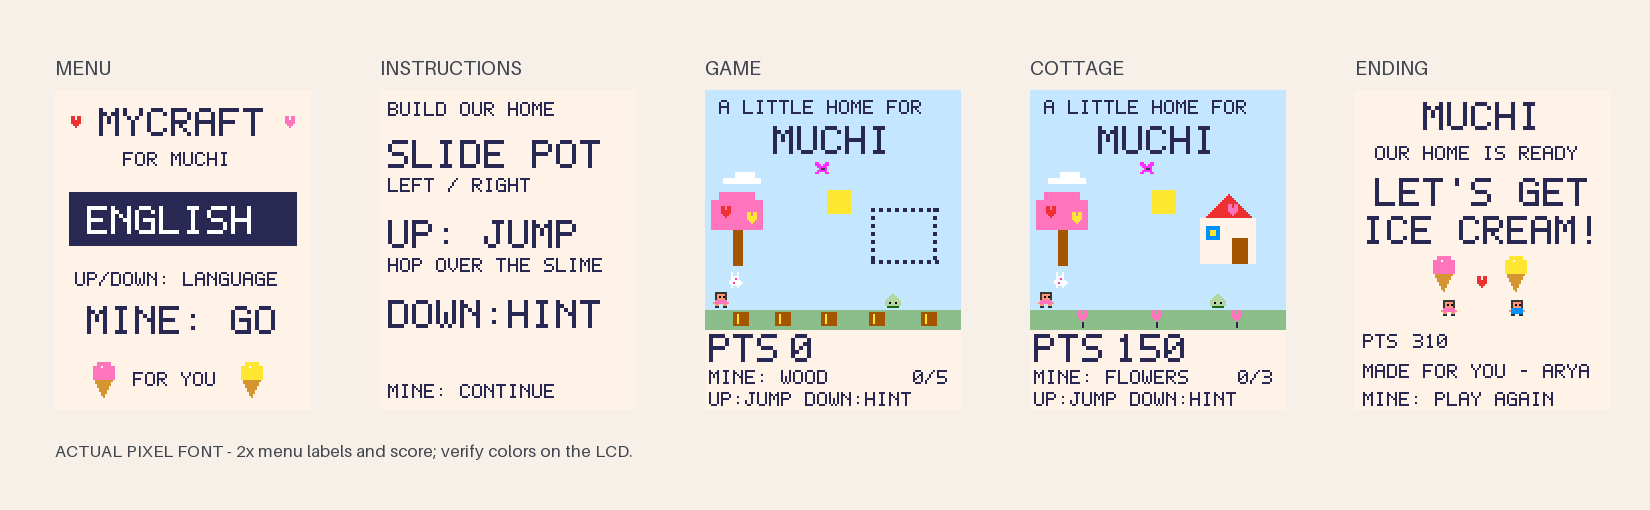 MENU
MYCRAFT
FOR MUCHI
ENGLISH
UP/DOWN: LANGUAGE
MINE: GO
FOR YOU
INSTRUCTIONS
BUILD OUR HOME
SLIDE POT
LEFT / RIGHT
UP: JUMP
HOP OVER THE SLIME
DOWN:HINT
MINE: CONTINUE
GAME
A LITTLE HOME FOR
MUCHI
PTS 0
MINE: WOOD 0/5
UP:JUMP DOWN:HINT
COTTAGE
A LITTLE HOME FOR
MUCHI
PTS 150
MINE: FLOWERS 0/3
UP:JUMP DOWN:HINT
ENDING
MUCHI
OUR HOME IS READY
LET'S GET
ICE CREAM!
PTS 310
MADE FOR YOU - ARYA
MINE: PLAY AGAIN
ACTUAL PIXEL FONT - 2x menu labels and score; verify colors on the LCD.